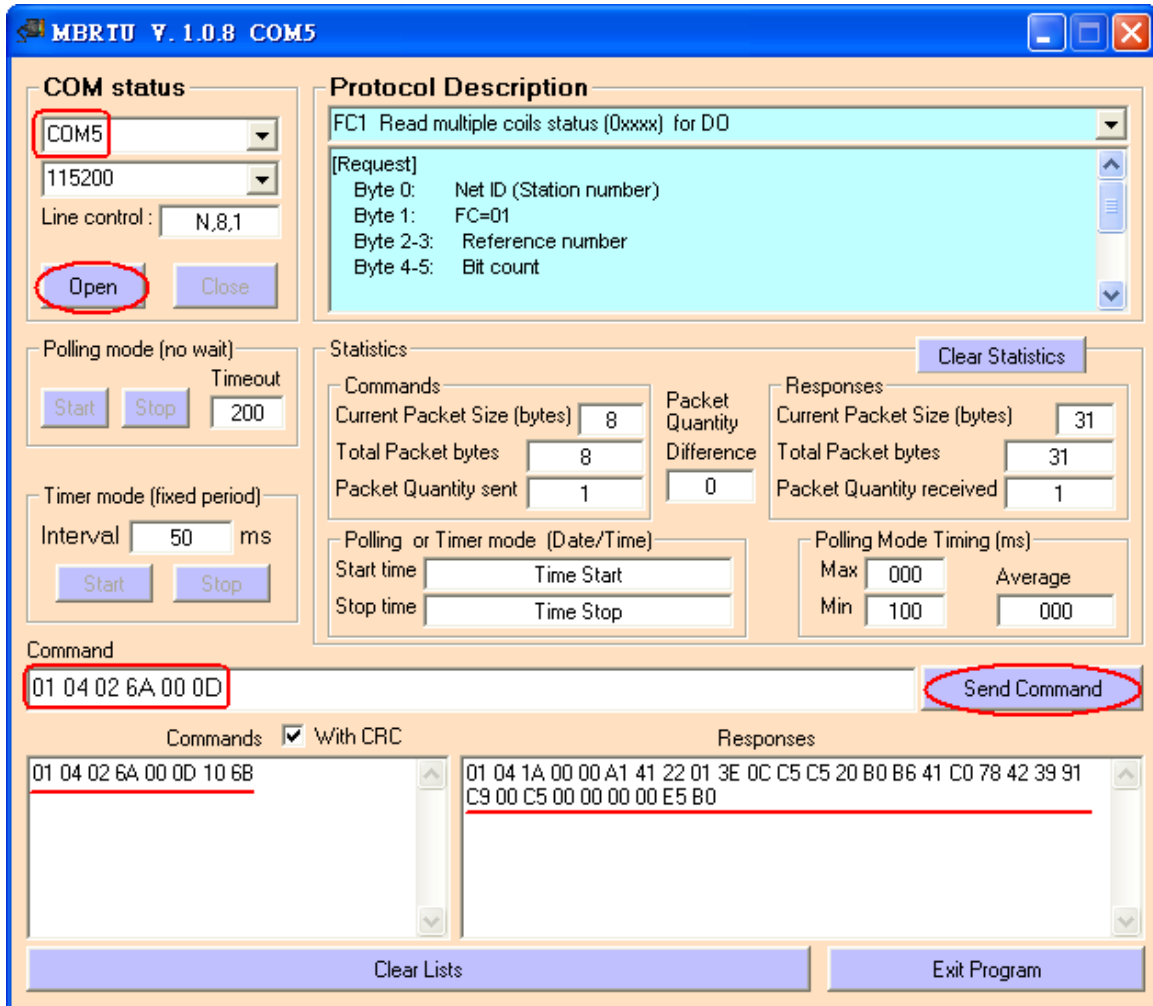 MBRTU V. 1.0.8 COM5
COM status
COM5
115200
Line control : N,8,1
Open Close
Protocol Description
FC1 Read multiple coils status (0xxxx) for DO
[Request]
Byte 0: Net ID (Station number)
Byte 1: FC=01
Byte 2-3: Reference number
Byte 4-5: Bit count
Polling mode (no wait)
Timeout
Start Stop 200
Timer mode (fixed period)
Interval 50 ms
Start Stop
Statistics
Clear Statistics
Commands
Current Packet Size (bytes) 8
Total Packet bytes 8
Packet Quantity sent 1
Packet
Quantity
Difference
0
Responses
Current Packet Size (bytes) 31
Total Packet bytes 31
Packet Quantity received 1
Polling or Timer mode (Date/Time)
Start time Time Start
Stop time Time Stop
Polling Mode Timing (ms)
Max 000
Min 100
Average
000
Command
01 04 02 6A 00 0D
Send Command
Commands With CRC
01 04 02 6A 00 0D 10 6B
Responses
01 04 1A 00 00 A1 41 22 01 3E 0C C5 C5 20 B0 B6 41 C0 78 42 39 91
C9 00 C5 00 00 00 00 E5 B0
Clear Lists
Exit Program